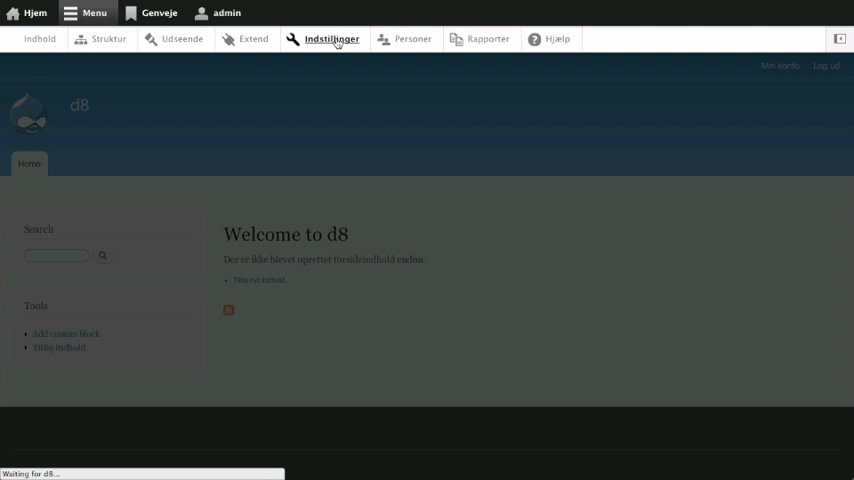 Hjem Menu Genveje admin
Indhold Struktur Udseende Extend Indstillinger Personer Rapporter Hjælp
Min konto Log ud
d8
Home
Search
Welcome to d8
Der er ikke blevet oprettet forsideindhold endnu.
Tilføj nyt indhold
Tools
Add custom block
Tilføj indhold
Waiting for d8...